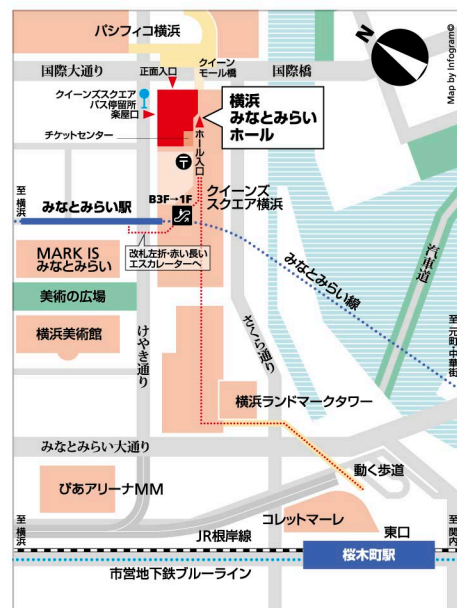 Map by Infogram©
パシフィコ横浜
N
国際大通り
正面入口
クイーン
モール橋
国際橋
クイーンズスクエア
バス停留所
楽屋口
横浜
みなとみらい
ホール
チケットセンター
ホール入口
〒
B3F→1F
クイーンズ
スクエア横浜
至横浜
みなとみらい駅
改札左折・赤い長い
エスカレーターへ
みなとみらい線
汽車道
MARK IS
みなとみらい
美術の広場
横浜美術館
けやき通り
さくら通り
至元町・中華街
横浜ランドマークタワー
みなとみらい大通り
動く歩道
ぴあアリーナMM
コレットマーレ
東口
至横浜
JR根岸線
至関内
桜木町駅
市営地下鉄ブルーライン